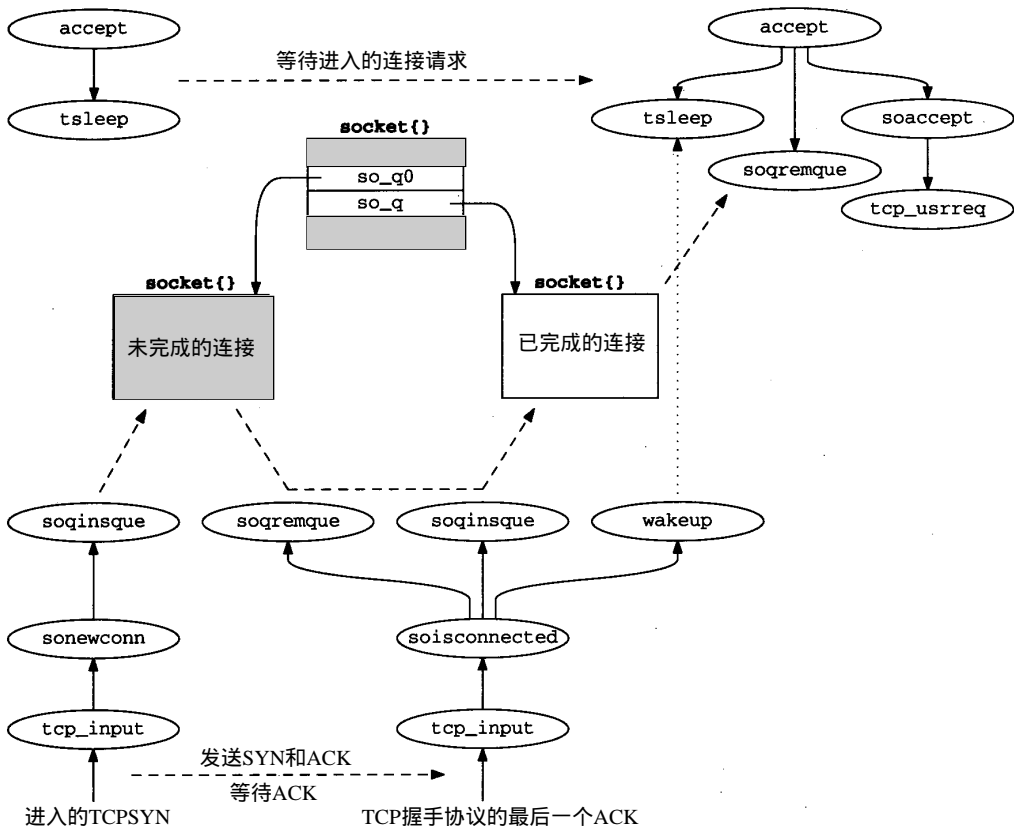 accept
accept
等待进入的连接请求
tsleep
tsleep
soaccept
socket{}
so_q0
soqremque
so_q
tcp_usrreq
socket{}
socket{}
未完成的连接
已完成的连接
soqinsque
soqremque
soqinsque
wakeup
sonewconn
soisconnected
tcp_input
tcp_input
发送SYN和ACK
等待ACK
进入的TCPSYN
TCP握手协议的最后一个ACK